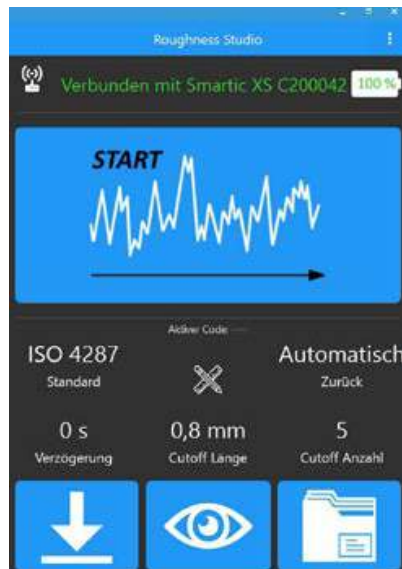 Roughness Studio
Verbunden mit Smartic XS C200042 100 %
START
Aktiver Code
ISO 4287 Automatisch
Standard Zurück
0 s 0,8 mm 5
Verzögerung Cutoff Länge Cutoff Anzahl